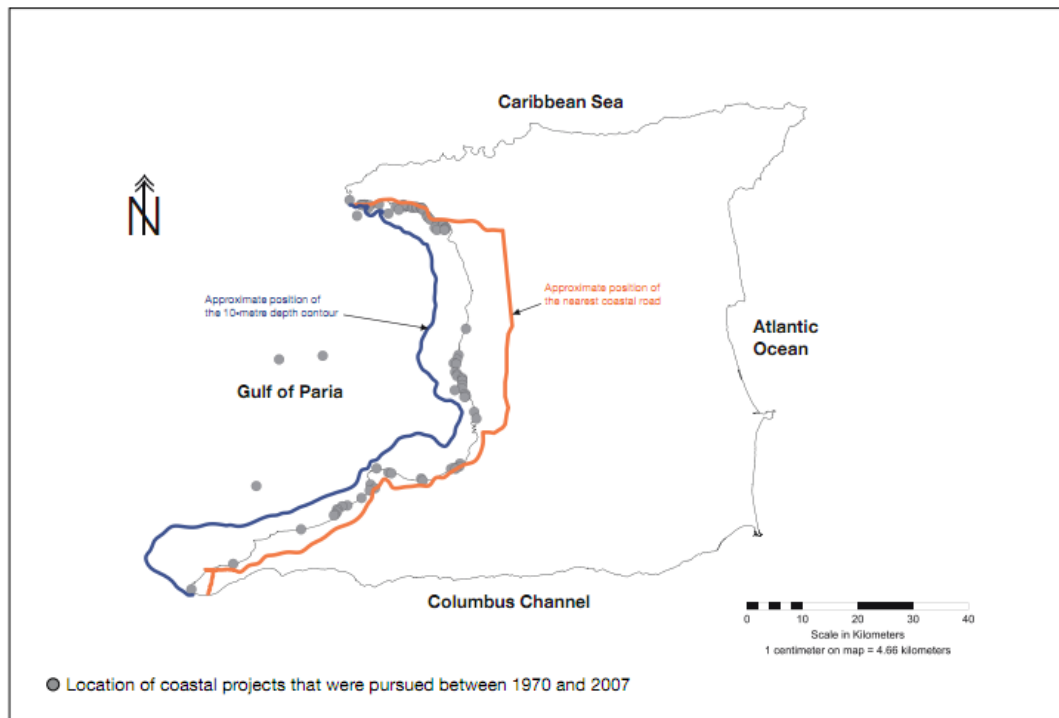 Caribbean Sea
N
Approximate position of
the 10-metre depth contour
Approximate position of
the nearest coastal road
Atlantic
Ocean
Gulf of Paria
Columbus Channel
0 10 20 30 40
Scale in Kilometers
1 centimeter on map = 4.66 kilometers
Location of coastal projects that were pursued between 1970 and 2007